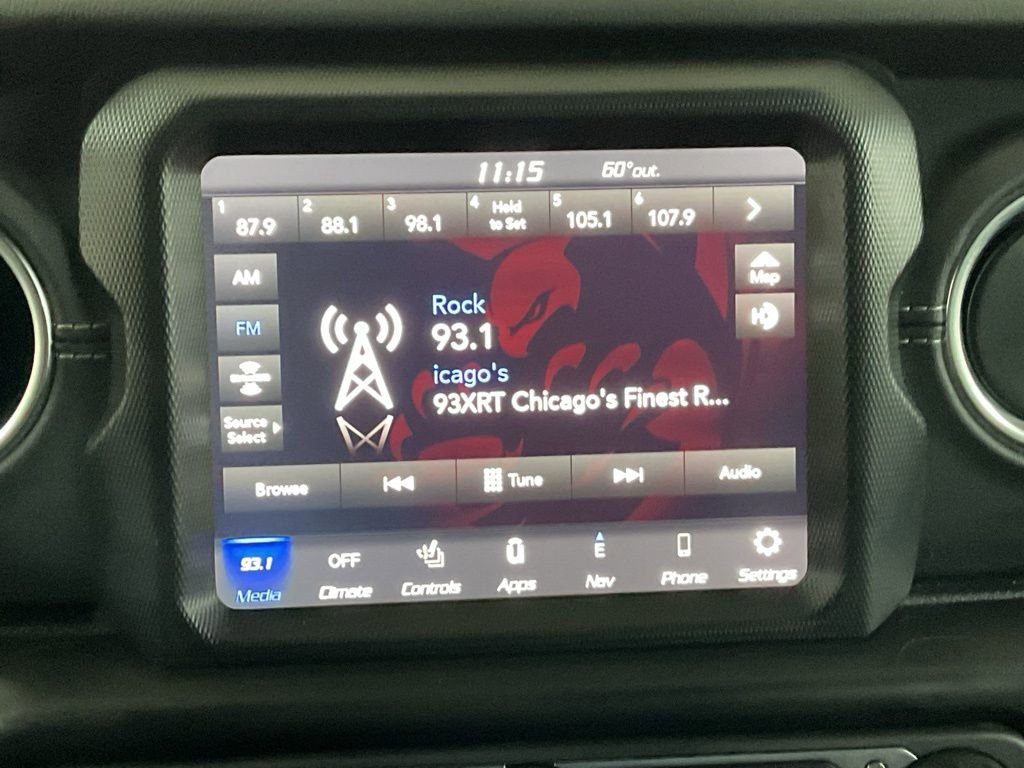 11:15 60°out.
1 87.9 2 88.1 3 98.1 4 Hold to Set 5 105.1 6 107.9
AM
FM
Source
Select
Map
Rock
93.1
icago's
93XRT Chicago's Finest R...
Browse Tune Audio
93.1 OFF E
Media Climate Controls Apps Nav Phone Settings